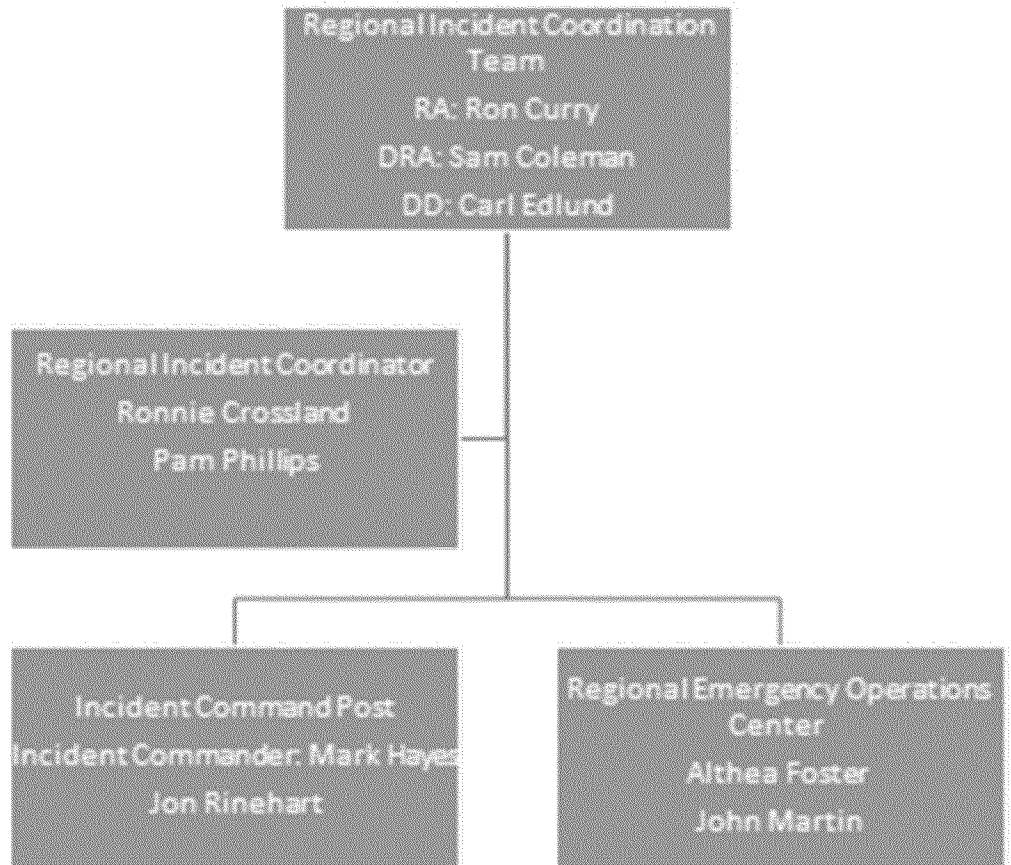 Regional Incident Coordination
Team
RA: Ron Curry
DRA: Sam Coleman
DD: Carl Edlund
Regional Incident Coordinator
Ronnie Crossland
Pam Phillips
Incident Command Post
Incident Commander: Mark Hayes
Jon Rinehart
Regional Emergency Operations
Center
Althea Foster
John Martin